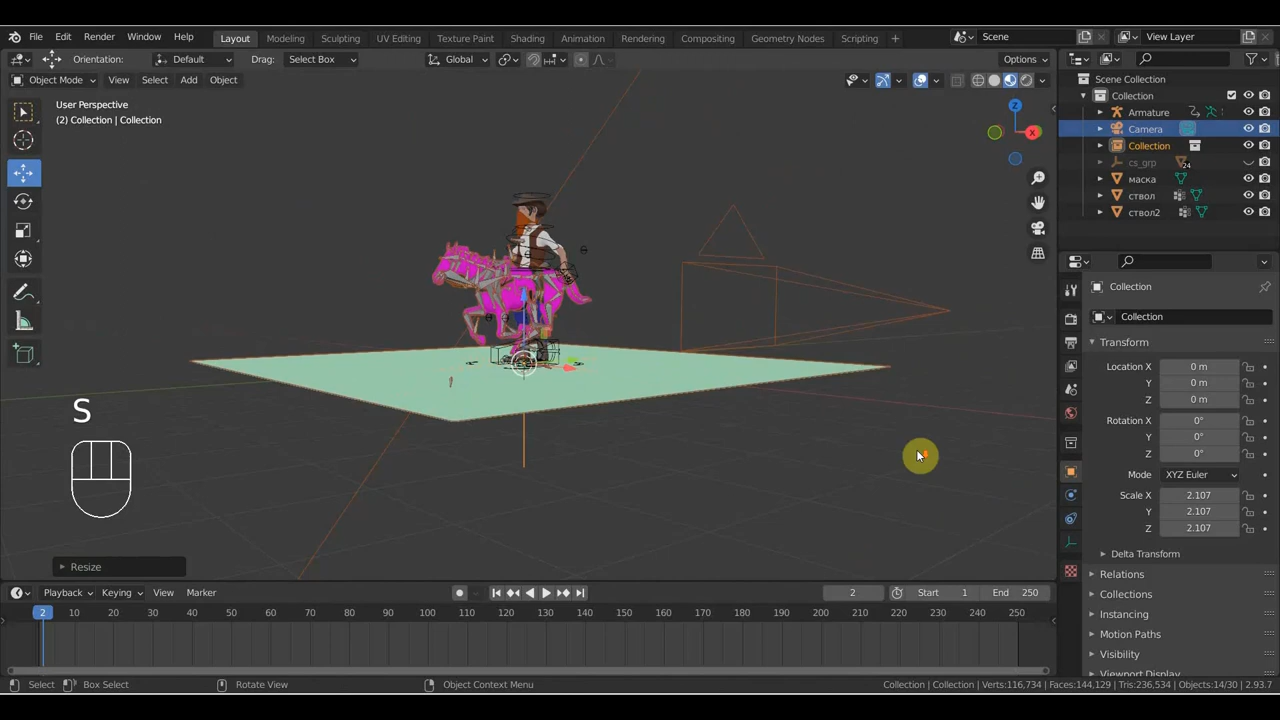 File Edit Render Window Help Layout Modeling Sculpting UV Editing Texture Paint Shading Animation Rendering Compositing Geometry Nodes Scripting + Scene View Layer
Orientation: Default Drag: Select Box Global Options
Object Mode View Select Add Object
User Perspective
(2) Collection | Collection
Z
X
S
Resize
Scene Collection
Collection
Armature
Camera
Collection
cs_grp 24
маска
ствол
ствол2
Collection
Collection
Transform
Location X 0 m
Y 0 m
Z 0 m
Rotation X 0°
Y 0°
Z 0°
Mode XYZ Euler
Scale X 2.107
Y 2.107
Z 2.107
Delta Transform
Relations
Collections
Instancing
Motion Paths
Visibility
Viewport Display
Playback Keying View Marker 2 Start 1 End 250
2 10 20 30 40 50 60 70 80 90 100 110 120 130 140 150 160 170 180 190 200 210 220 230 240 250
Select Box Select Rotate View Object Context Menu Collection | Collection | Verts:116,734 | Faces:144,129 | Tris:236,534 | Objects:14/30 | 2.93.7